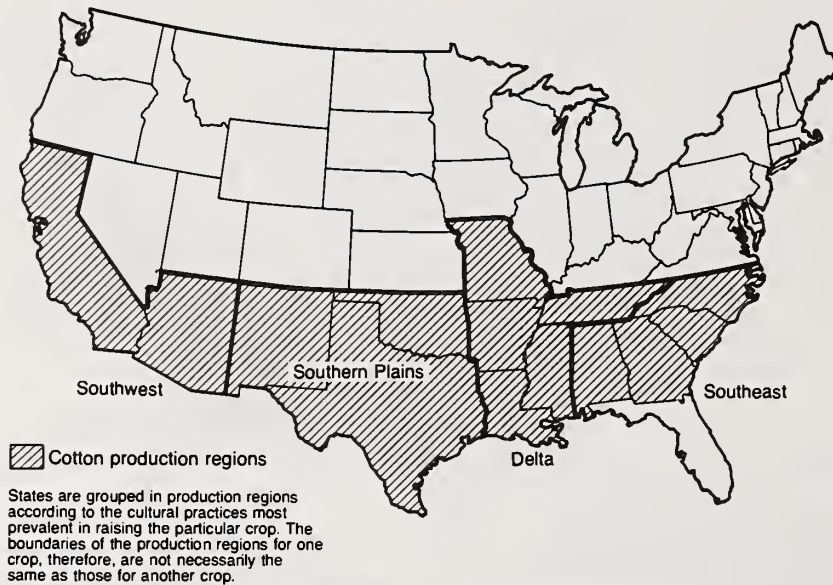 Southern Plains
Southwest
Southeast
Delta
Cotton production regions
States are grouped in production regions
according to the cultural practices most
prevalent in raising the particular crop. The
boundaries of the production regions for one
crop, therefore, are not necessarily the
same as those for another crop.